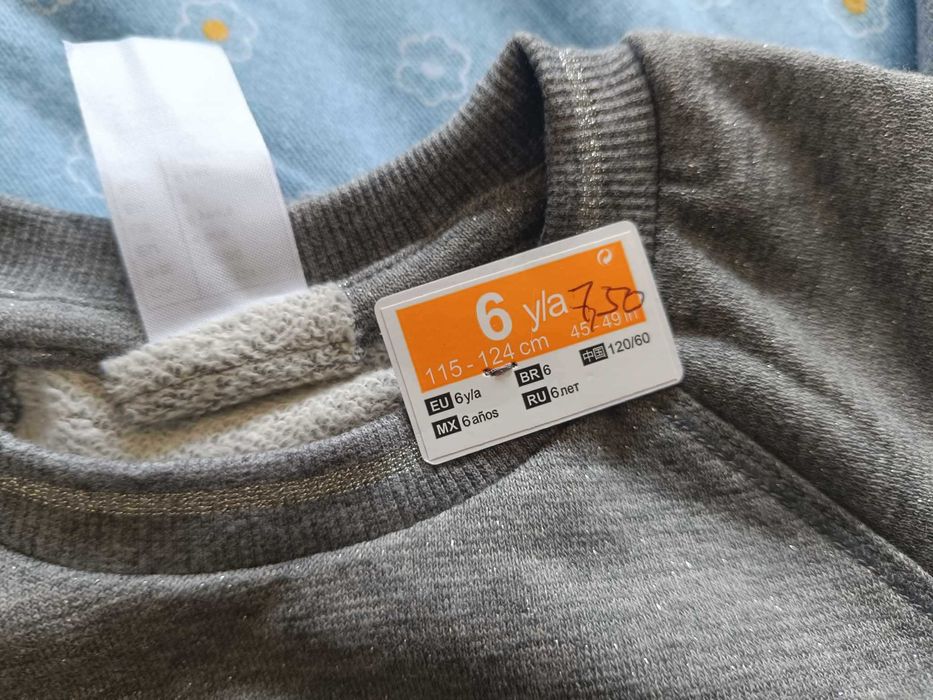 6 y/a 7,50
115 - 124 cm 45 - 49 in
EU 6 y/a BR 6 中国 120/60
MX 6 años RU 6 лет